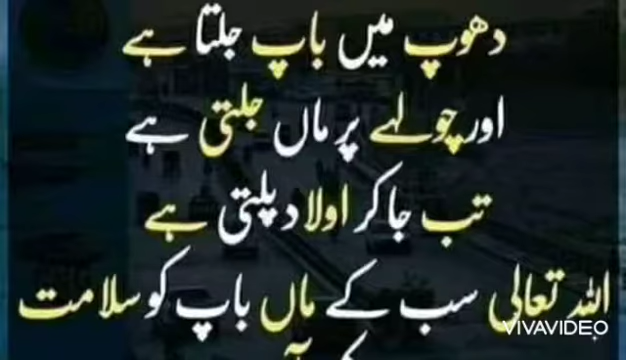 دھوپ میں باپ جلتا ہے
اور چولہے پر ماں جلتی ہے
تب جا کر اولاد پلتی ہے
اللہ تعالی سب کے ماں باپ کو سلامت
VIVAVIDEO